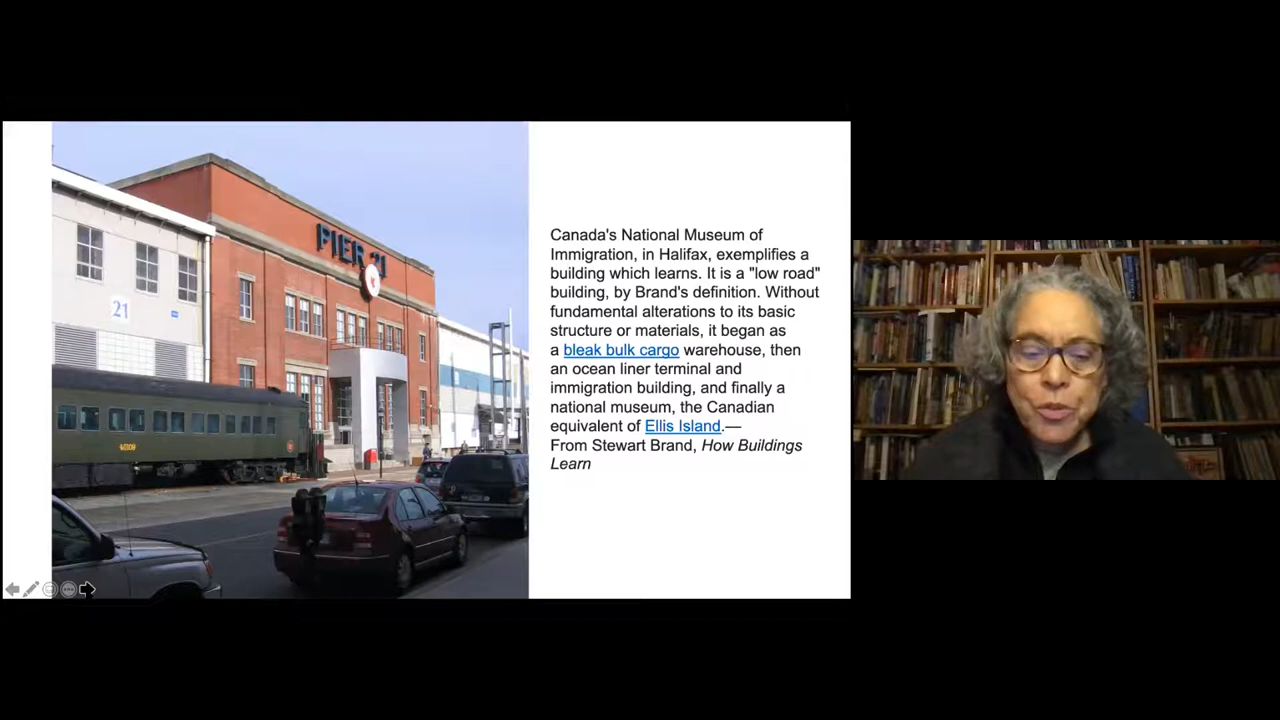 PIER 21
21
Canada's National Museum of
Immigration, in Halifax, exemplifies a
building which learns. It is a "low road"
building, by Brand's definition. Without
fundamental alterations to its basic
structure or materials, it began as
a bleak bulk cargo warehouse, then
an ocean liner terminal and
immigration building, and finally a
national museum, the Canadian
equivalent of Ellis Island.—
From Stewart Brand, How Buildings
Learn